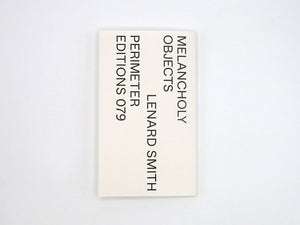 MELANCHOLY
OBJECTS
LENARD SMITH
PERIMETER
EDITIONS 079